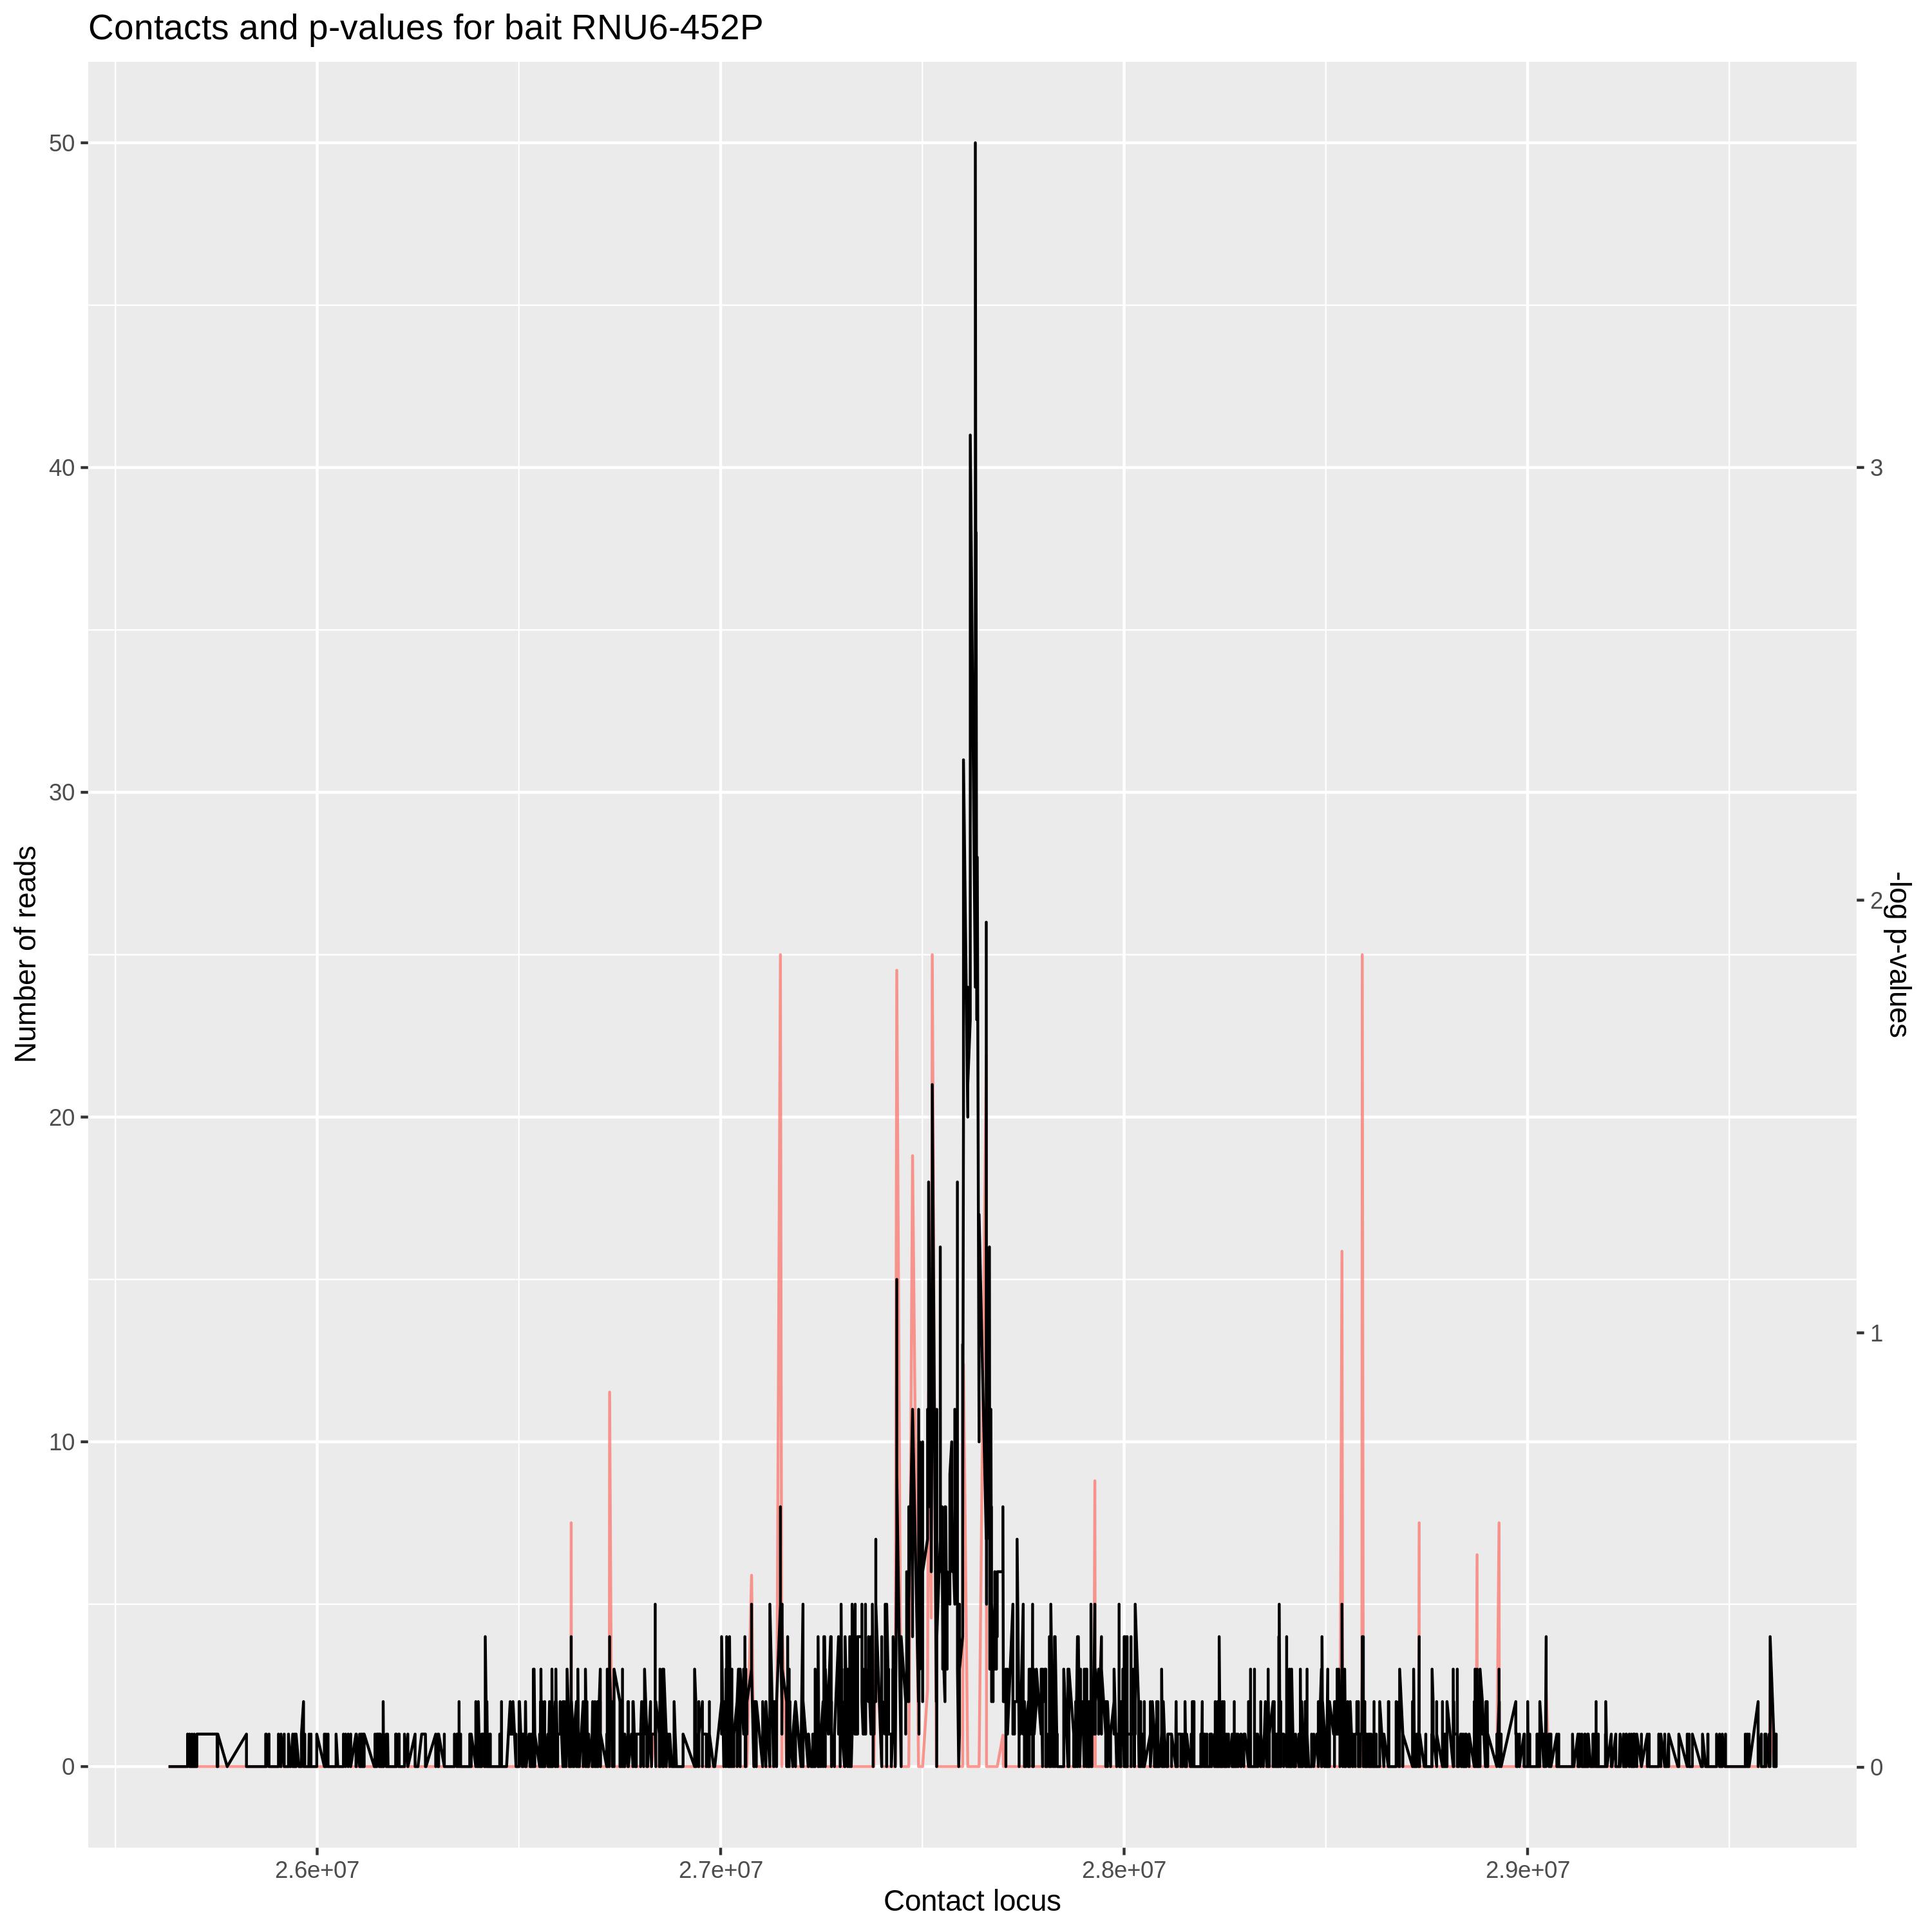 Contacts and p-values for bait RNU6-452P
50
40
30
20
10
0
Number of reads
3
2
1
0
-log p-values
2.6e+07
2.7e+07
2.8e+07
2.9e+07
Contact locus